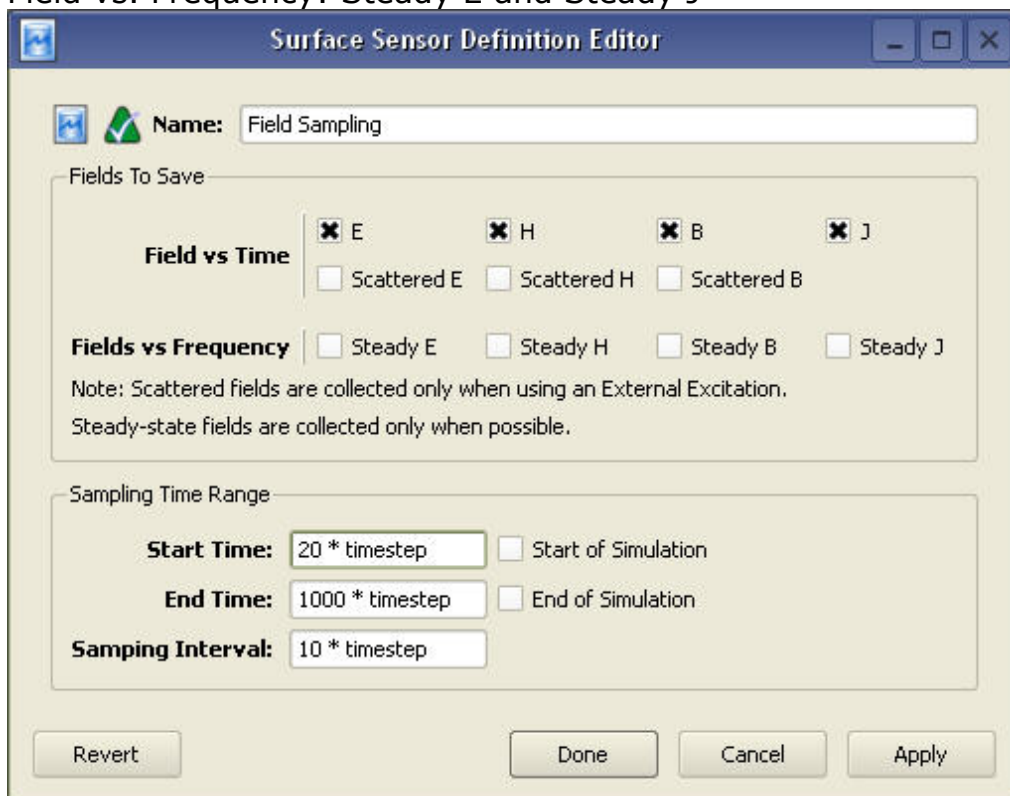 Field vs. Frequency: Steady E and Steady J
Surface Sensor Definition Editor
Name: Field Sampling
Fields To Save
Field vs Time E H B J
Scattered E Scattered H Scattered B
Fields vs Frequency Steady E Steady H Steady B Steady J
Note: Scattered fields are collected only when using an External Excitation.
Steady-state fields are collected only when possible.
Sampling Time Range
Start Time: 20 * timestep Start of Simulation
End Time: 1000 * timestep End of Simulation
Samping Interval: 10 * timestep
Revert Done Cancel Apply